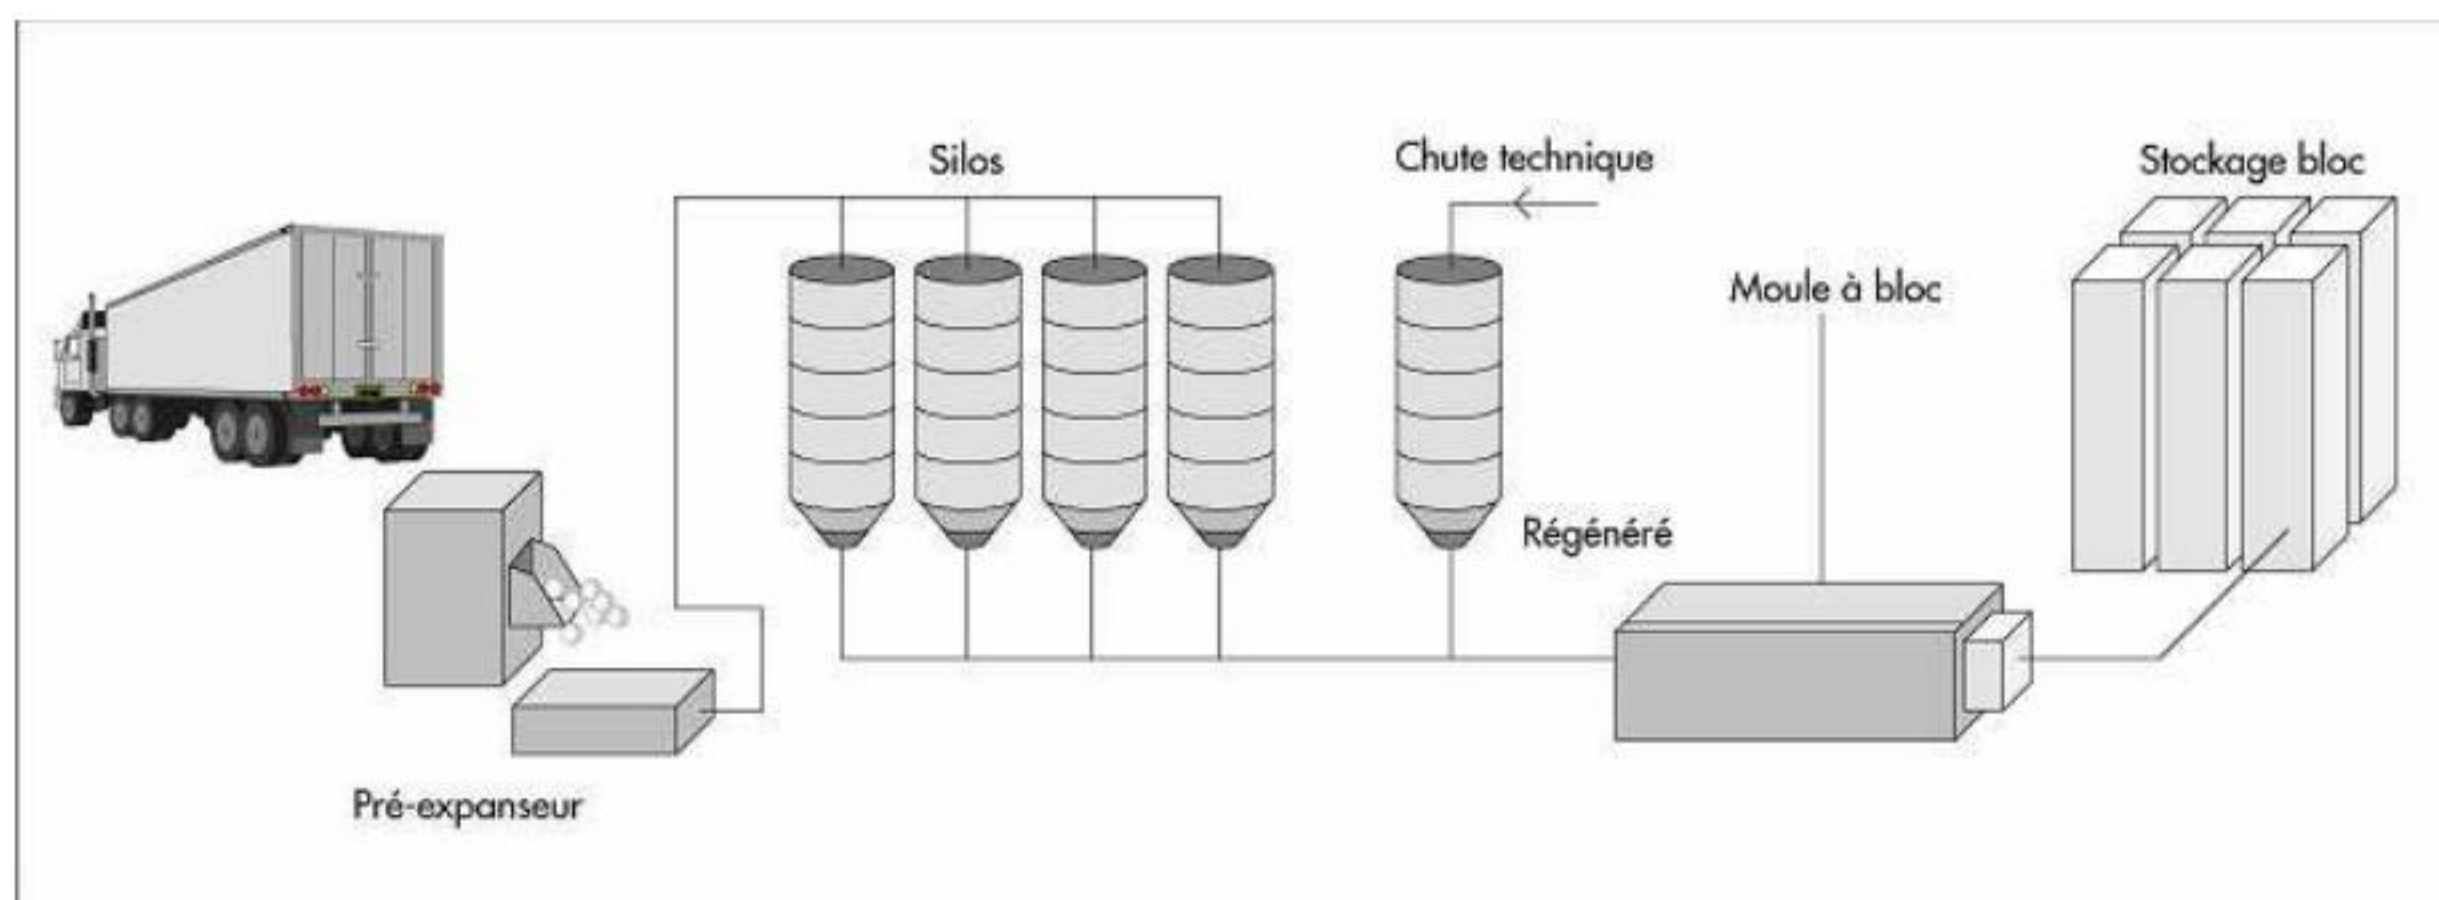 Silos
Chute technique
Stockage bloc
Moule à bloc
Régénéré
Pré-expanseur